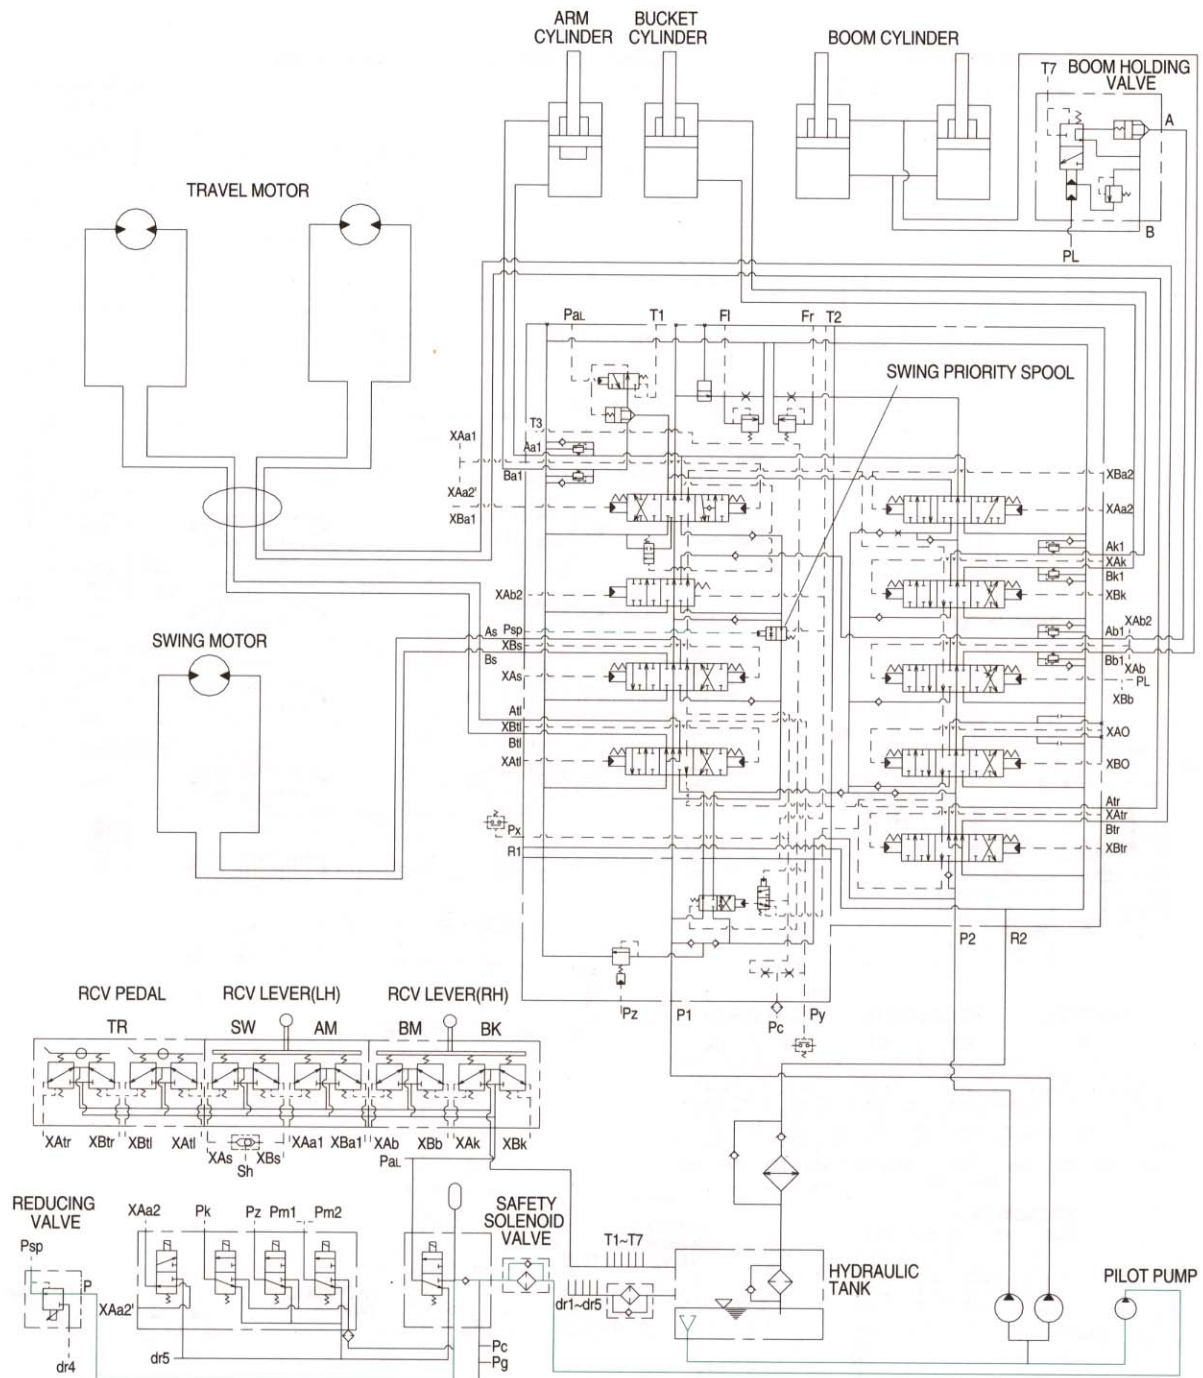 ARM
CYLINDER
BUCKET
CYLINDER
BOOM CYLINDER
T7
BOOM HOLDING
VALVE
A
B
PL
TRAVEL MOTOR
PaL
T1
Fl
Fr
T2
SWING PRIORITY SPOOL
T3
XAa1
Aa1
Ba1
XAa2'
XBa1
XBa2
XAa2
Ak1
XAk
Bk1
XBk
XAb2
Psp
As
XBs
Bs
XAs
SWING MOTOR
XAb2
Ab1
Bb1
XAb
PL
XBb
Atl
XBtl
Btl
XAtl
XAO
XBO
Atr
XAtr
Btr
XBtr
Px
R1
P2
R2
Pz
P1
Pc
Py
RCV PEDAL
RCV LEVER(LH)
RCV LEVER(RH)
TR
SW
AM
BM
BK
XAtr
XBtr
XBtl
XAtl
XAs
XBs
Sh
XAa1
XBa1
XAb
XBb
XAk
XBk
PaL
REDUCING
VALVE
Psp
P
dr4
XAa2
Pk
Pz
Pm1
Pm2
XAa2'
dr5
SAFETY
SOLENOID
VALVE
Pc
Pg
T1~T7
dr1~dr5
HYDRAULIC
TANK
PILOT PUMP